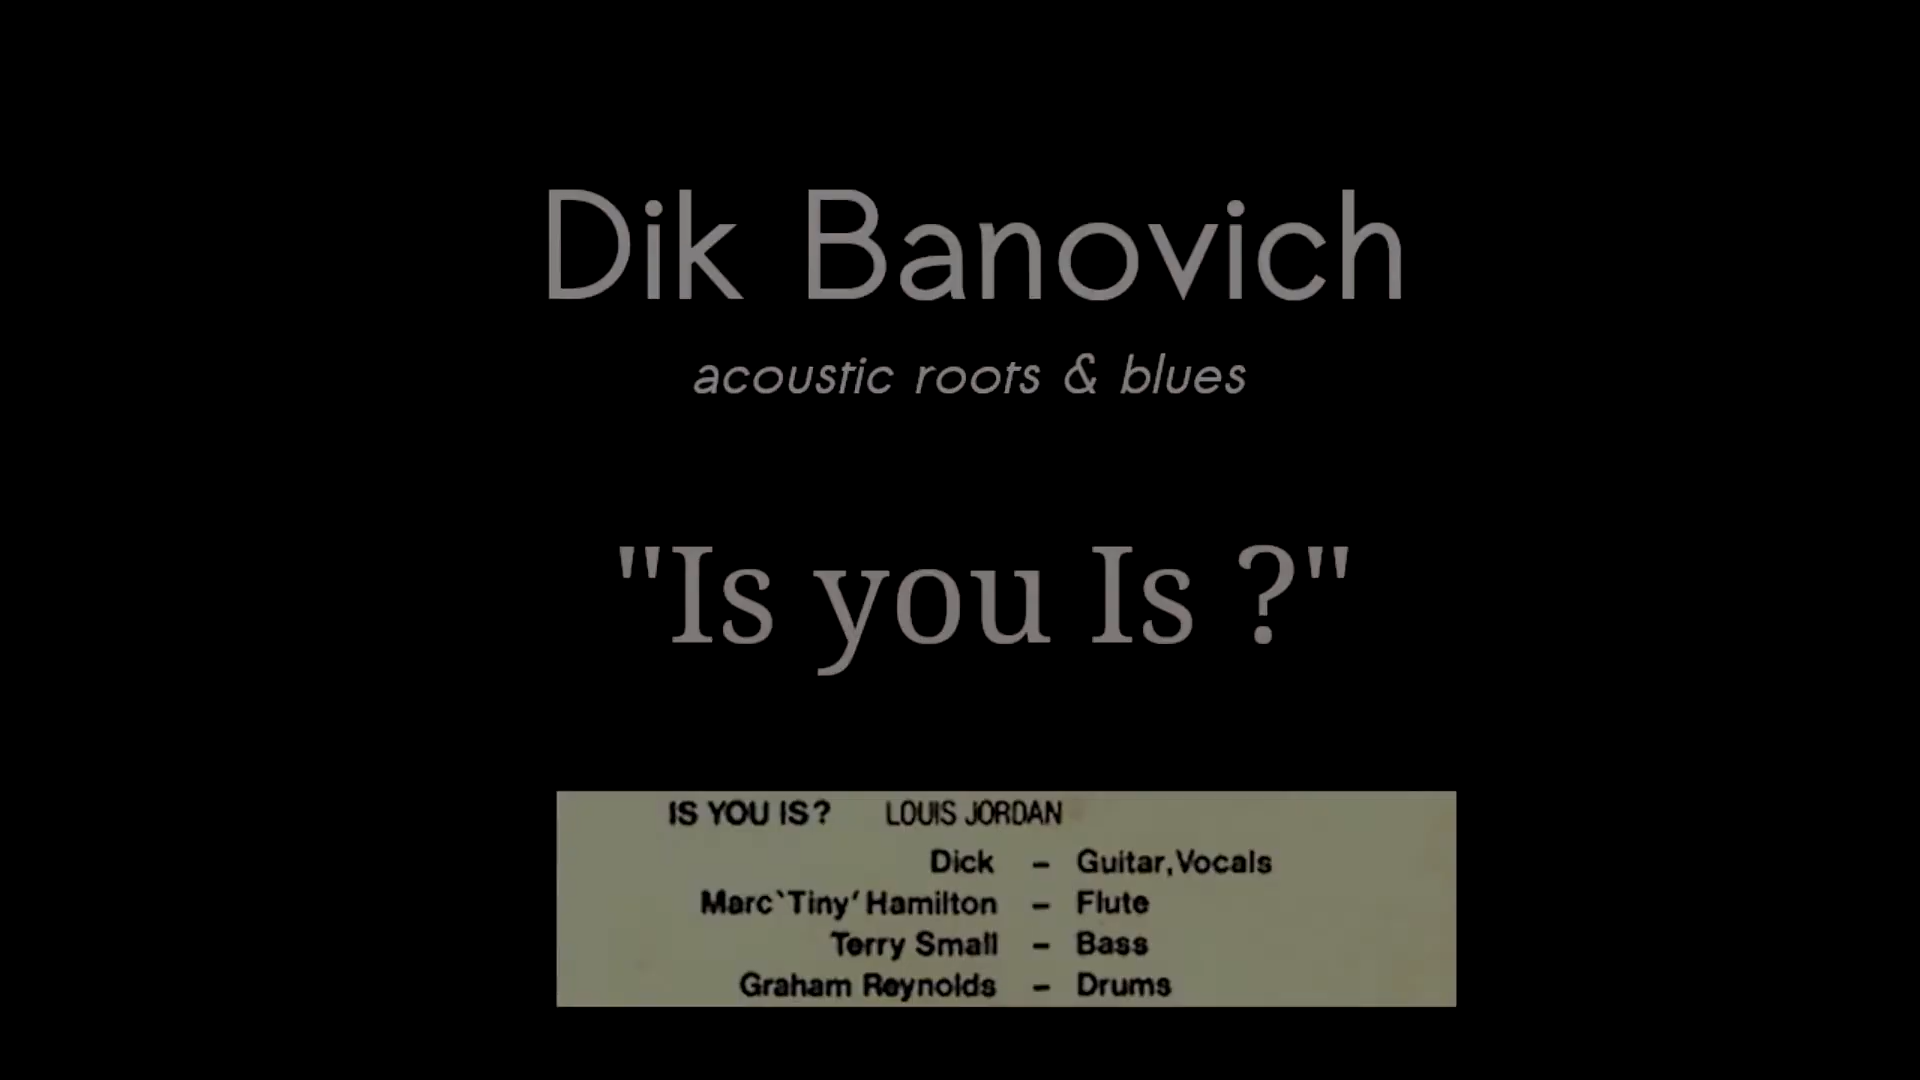 Dik Banovich
acoustic roots & blues
"Is you Is ?"
IS YOU IS? LOUIS JORDAN
Dick – Guitar,Vocals
Marc `Tiny' Hamilton – Flute
Terry Small – Bass
Graham Reynolds – Drums